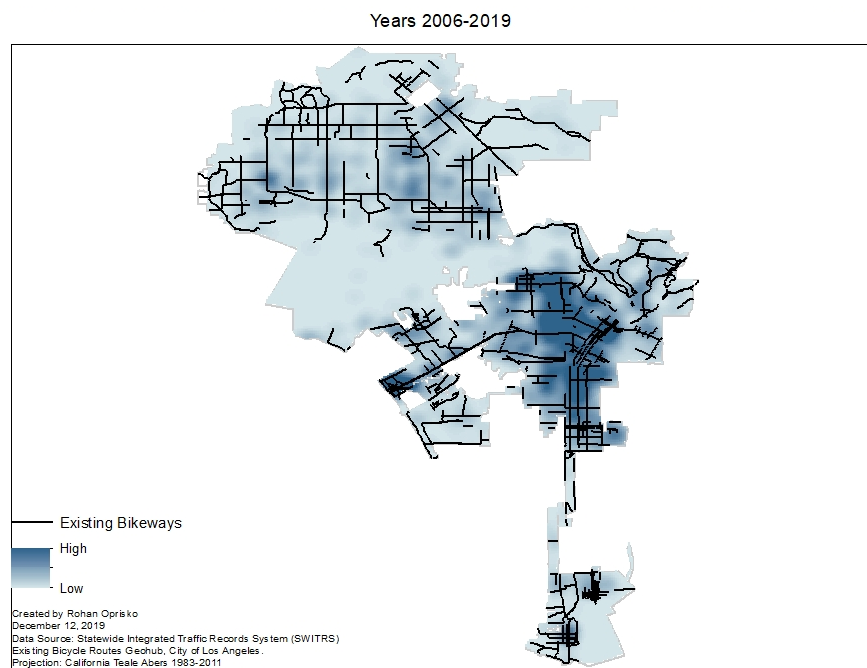 Years 2006-2019
Existing Bikeways
High
Low
Created by Rohan Oprisko
December 12, 2019
Data Source: Statewide Integrated Traffic Records System (SWITRS)
Existing Bicycle Routes Geohub, City of Los Angeles.
Projection: California Teale Abers 1983-2011